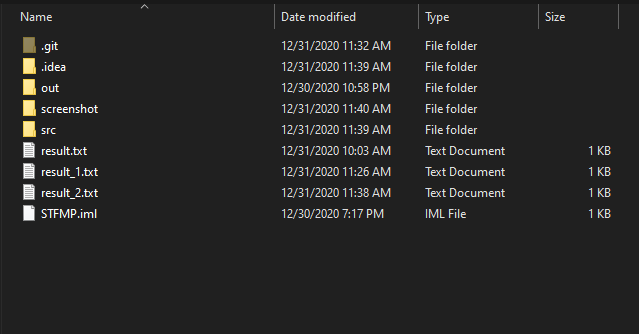 Name Date modified Type Size
.git 12/31/2020 11:32 AM File folder
.idea 12/31/2020 11:39 AM File folder
out 12/30/2020 10:58 PM File folder
screenshot 12/31/2020 11:40 AM File folder
src 12/31/2020 11:39 AM File folder
result.txt 12/31/2020 10:03 AM Text Document 1 KB
result_1.txt 12/31/2020 11:26 AM Text Document 1 KB
result_2.txt 12/31/2020 11:38 AM Text Document 1 KB
STFMP.iml 12/30/2020 7:17 PM IML File 1 KB